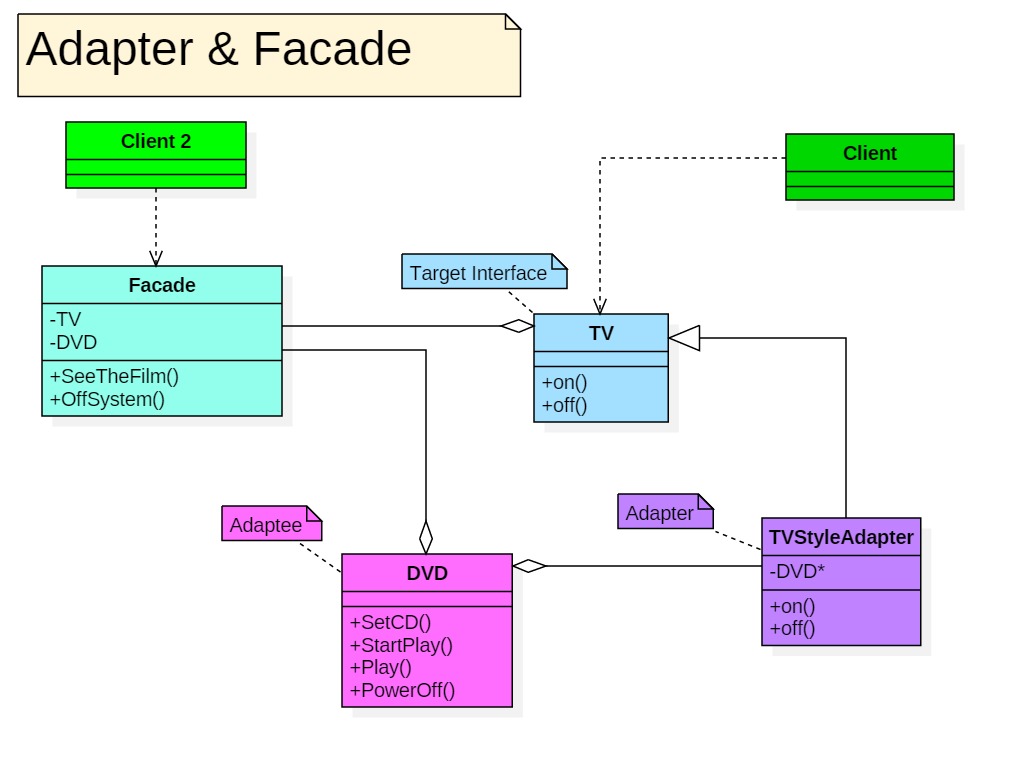 Adapter & Facade
Client 2
Client
Facade
-TV
-DVD
+SeeTheFilm()
+OffSystem()
Target Interface
TV
+on()
+off()
Adaptee
DVD
+SetCD()
+StartPlay()
+Play()
+PowerOff()
Adapter
TVStyleAdapter
-DVD*
+on()
+off()